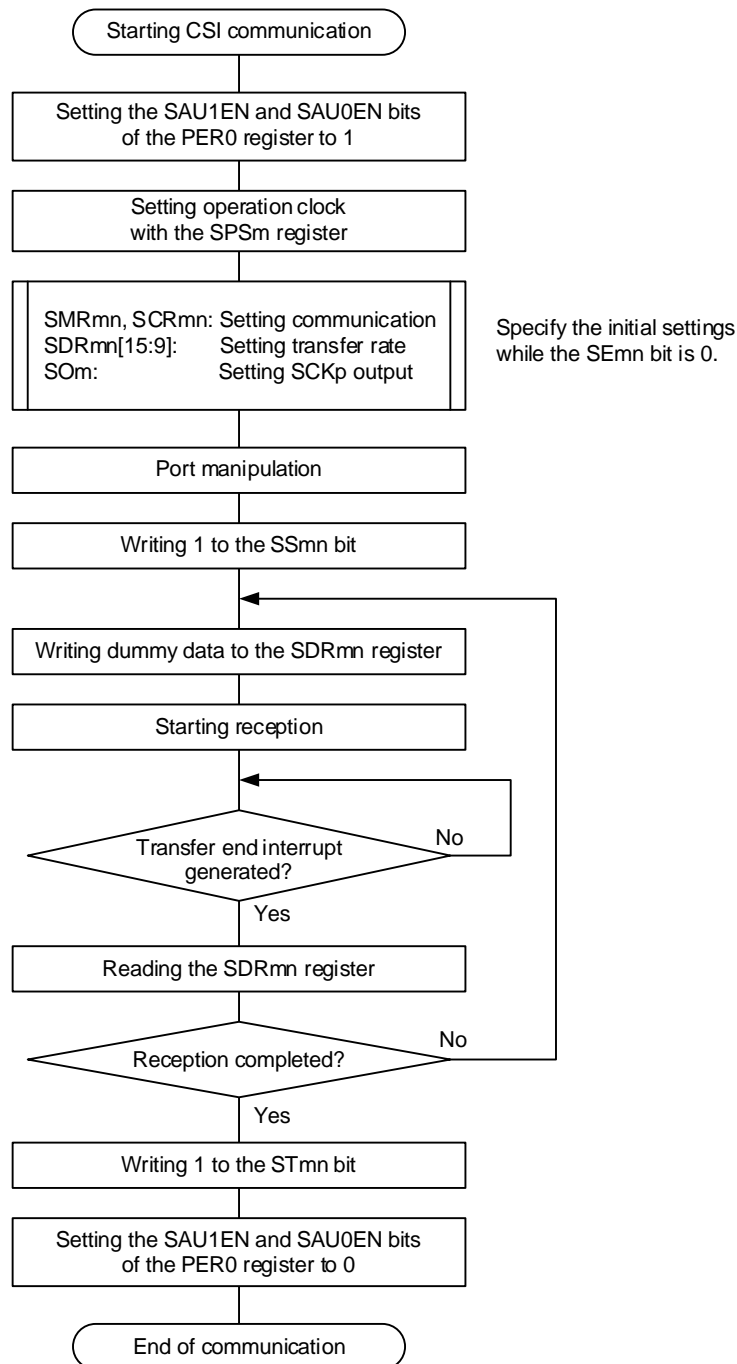 Starting CSI communication
Setting the SAU1EN and SAU0EN bits
of the PER0 register to 1
Setting operation clock
with the SPSm register
SMRmn, SCRmn: Setting communication
SDRmn[15:9]: Setting transfer rate
SOm: Setting SCKp output
Specify the initial settings
while the SEmn bit is 0.
Port manipulation
Writing 1 to the SSmn bit
Writing dummy data to the SDRmn register
Starting reception
Transfer end interrupt
generated?
No
Yes
Reading the SDRmn register
Reception completed?
No
Yes
Writing 1 to the STmn bit
Setting the SAU1EN and SAU0EN bits
of the PER0 register to 0
End of communication